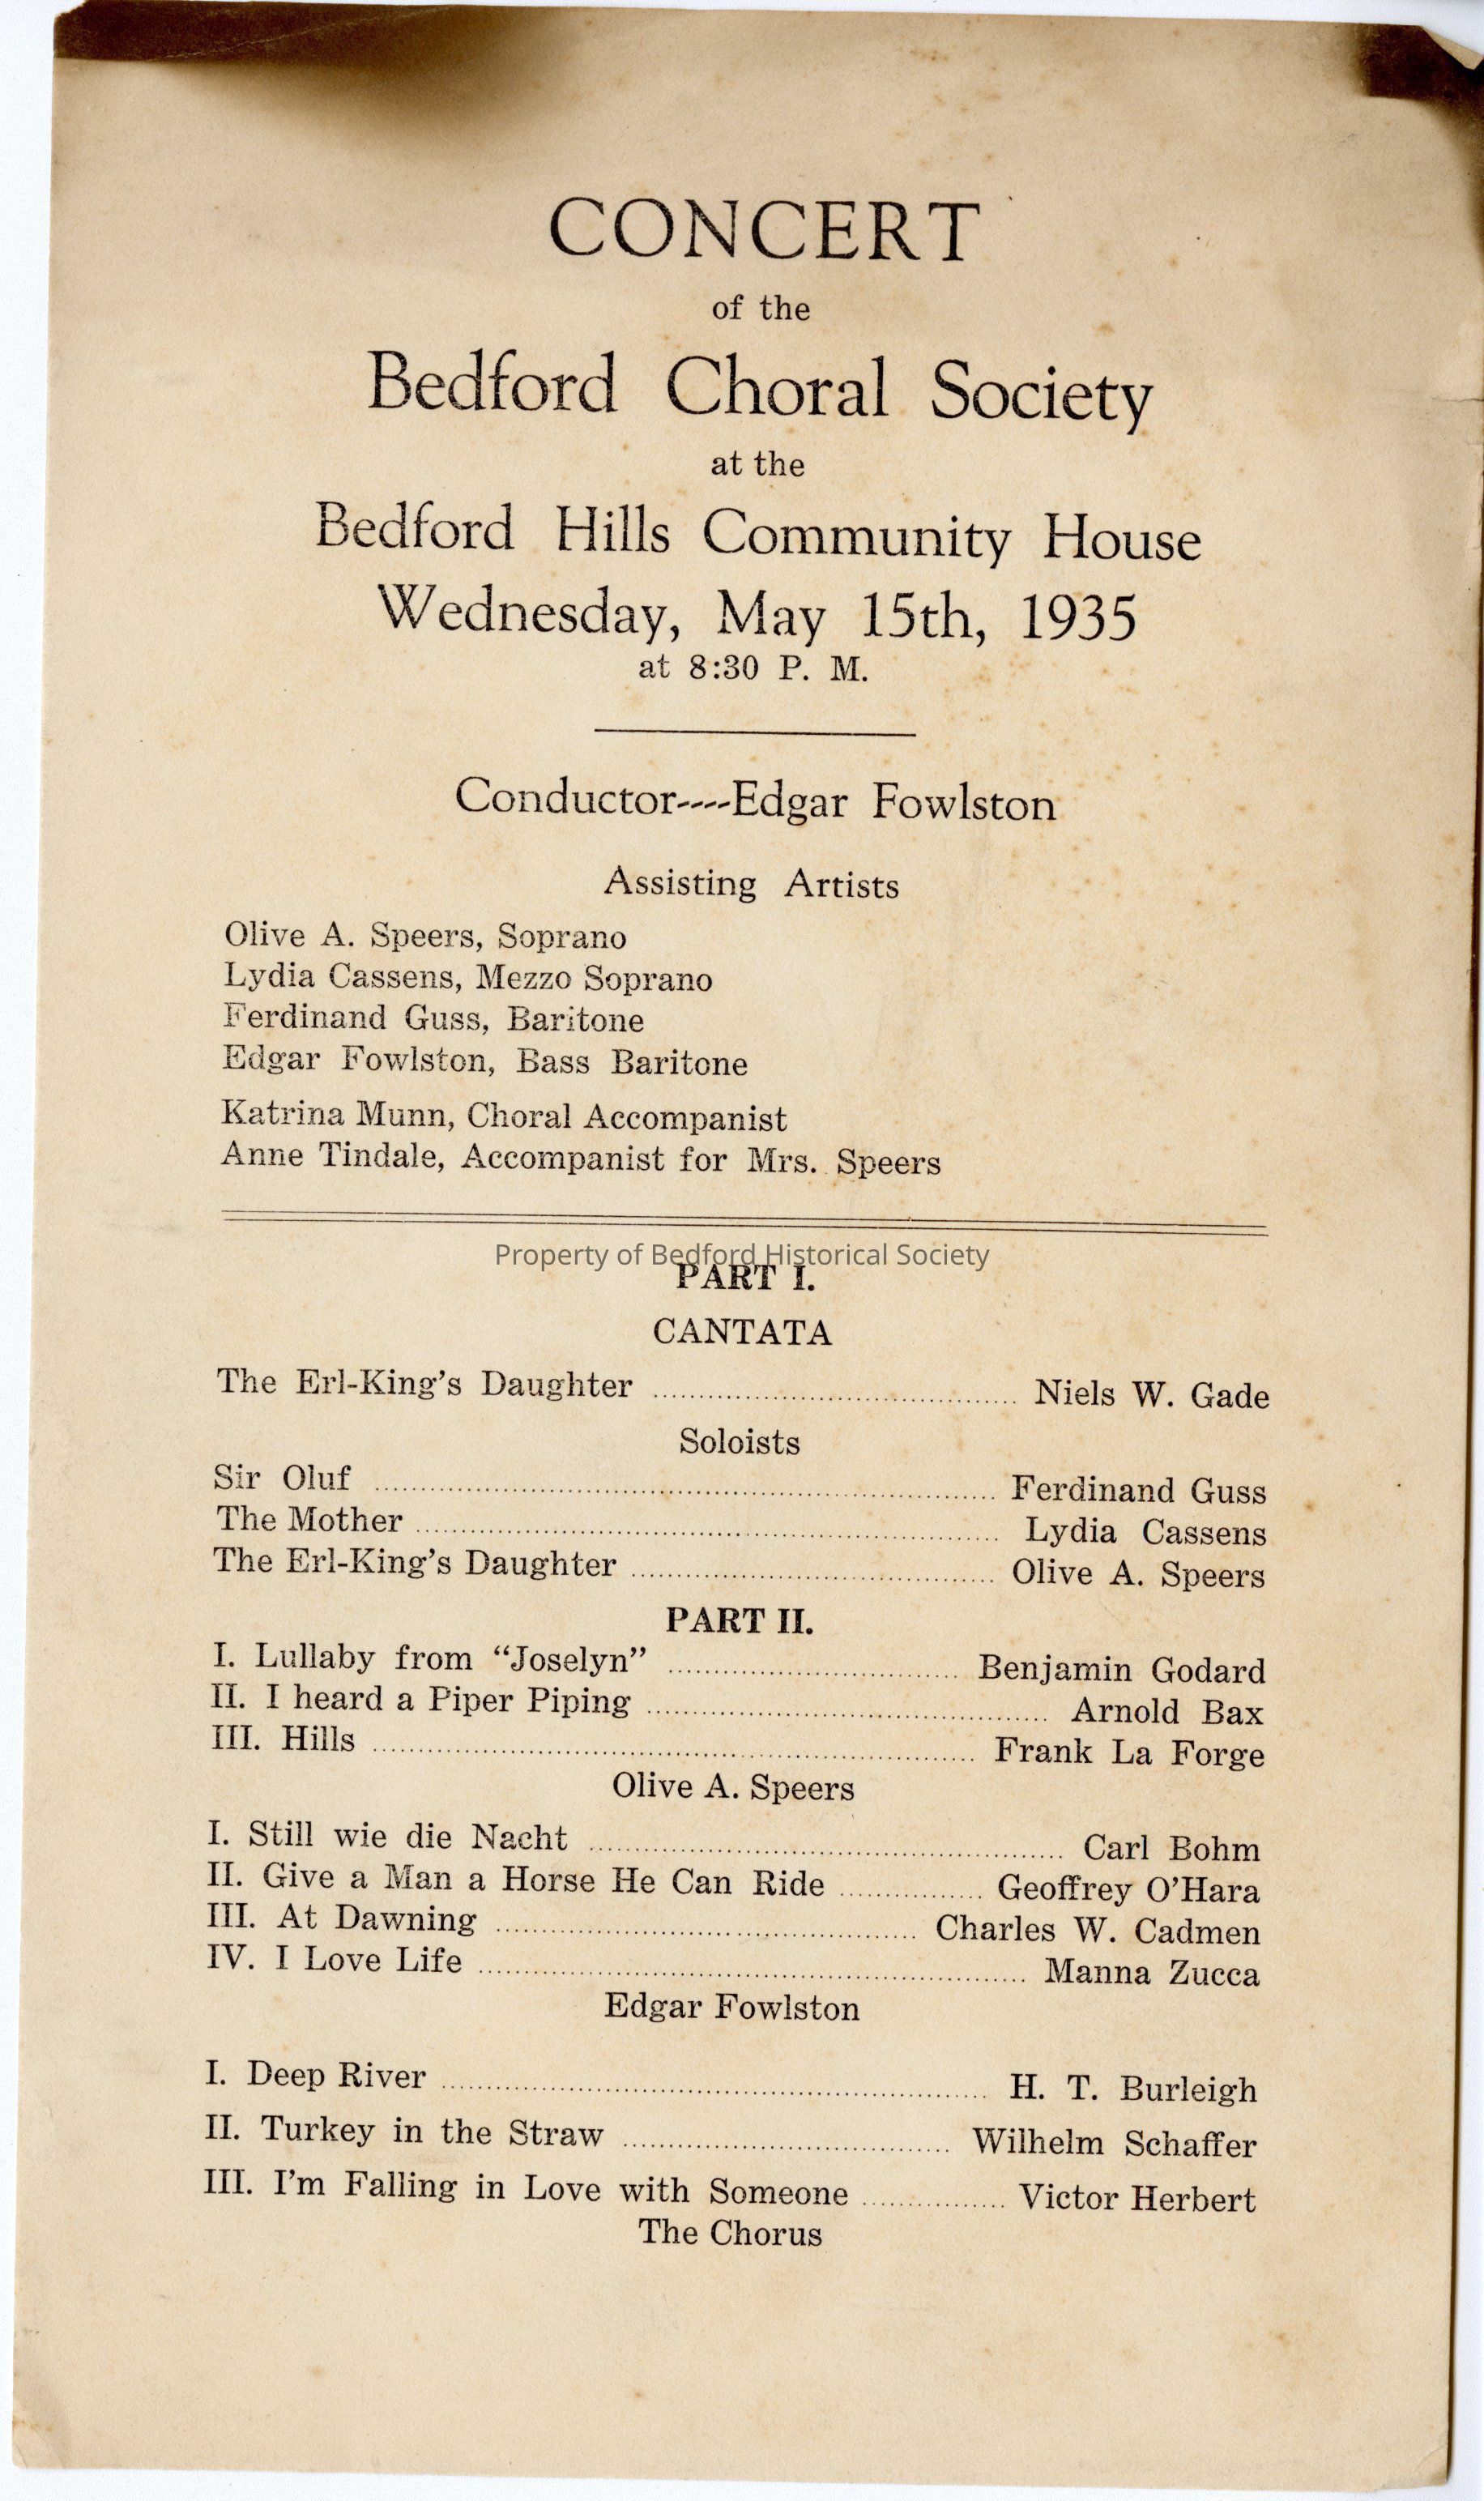 CONCERT
of the
Bedford Choral Society
at the
Bedford Hills Community House
Wednesday, May 15th, 1935
at 8:30 P. M.
Conductor----Edgar Fowlston
Assisting Artists
Olive A. Speers, Soprano
Lydia Cassens, Mezzo Soprano
Ferdinand Guss, Baritone
Edgar Fowlston, Bass Baritone
Katrina Munn, Choral Accompanist
Anne Tindale, Accompanist for Mrs. Speers
Property of Bedford Historical Society
PART I.
CANTATA
The Erl-King's Daughter ........ Niels W. Gade
Soloists
Sir Oluf ........ Ferdinand Guss
The Mother ........ Lydia Cassens
The Erl-King's Daughter ........ Olive A. Speers
PART II.
I. Lullaby from “Joselyn” ........ Benjamin Godard
II. I heard a Piper Piping ........ Arnold Bax
III. Hills ........ Frank La Forge
Olive A. Speers
I. Still wie die Nacht ........ Carl Bohm
II. Give a Man a Horse He Can Ride ........ Geoffrey O'Hara
III. At Dawning ........ Charles W. Cadmen
IV. I Love Life ........ Manna Zucca
Edgar Fowlston
I. Deep River ........ H. T. Burleigh
II. Turkey in the Straw ........ Wilhelm Schaffer
III. I'm Falling in Love with Someone ........ Victor Herbert
The Chorus